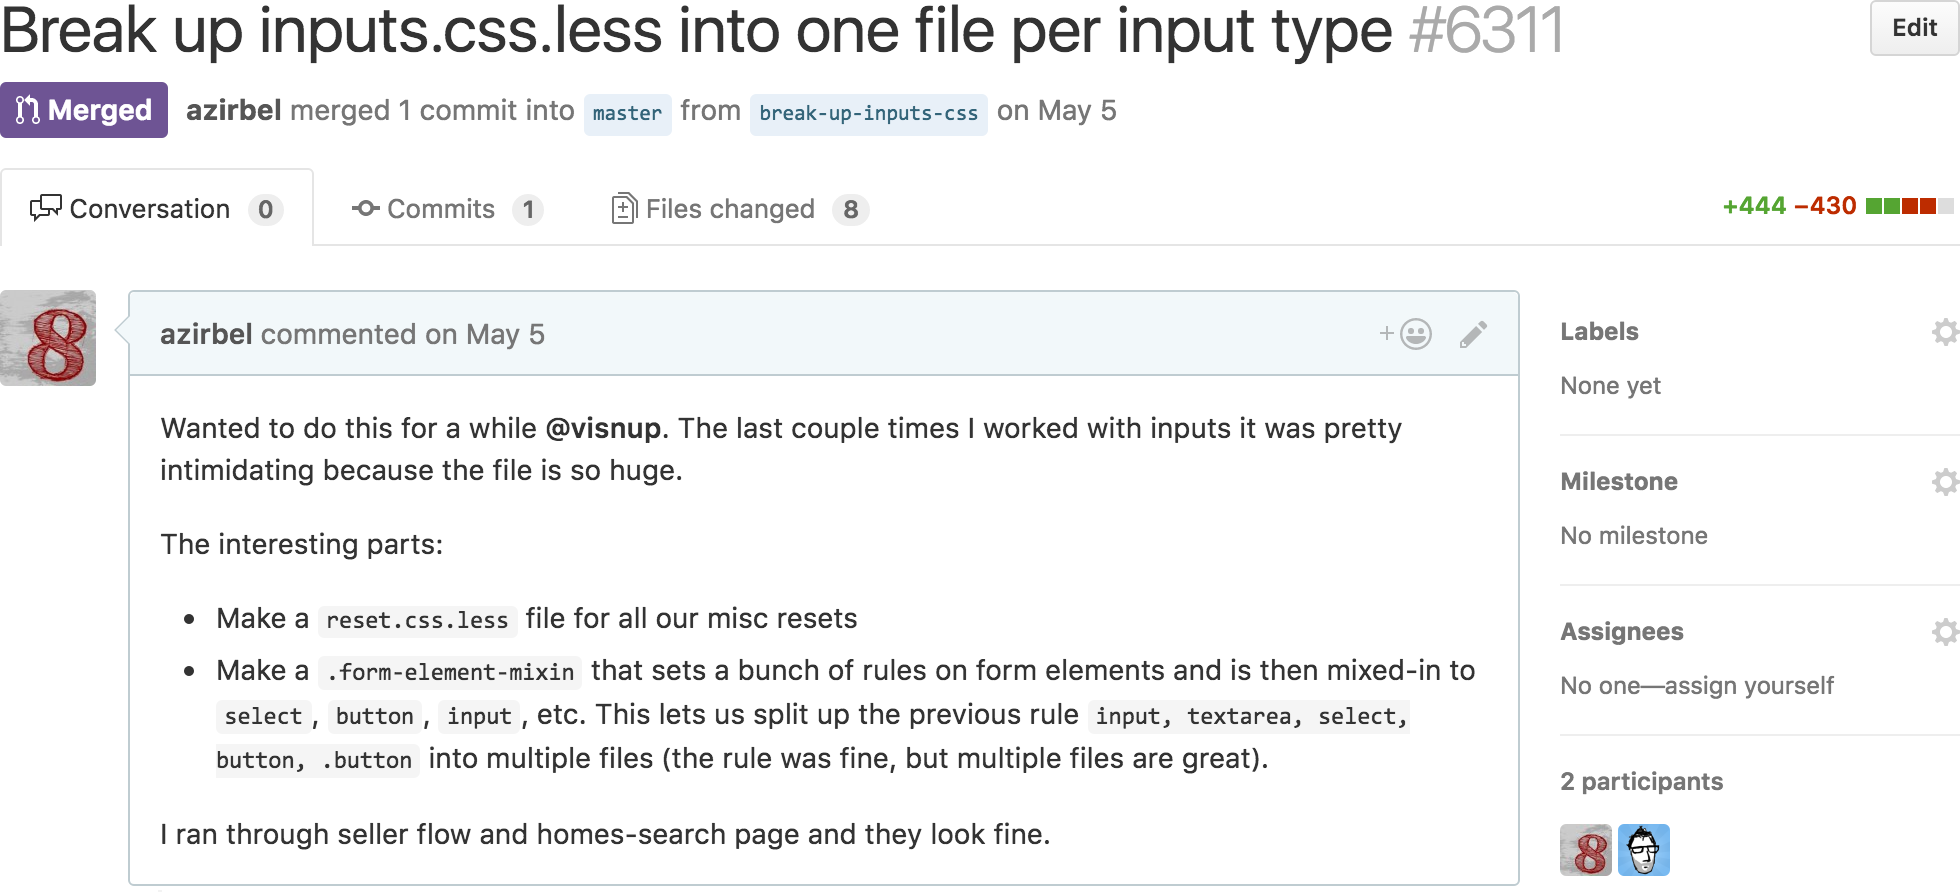 Break up inputs.css.less into one file per input type #6311
Edit
Merged azirbel merged 1 commit into master from break-up-inputs-css on May 5
Conversation 0 Commits 1 Files changed 8 +444 −430
8
azirbel commented on May 5
Wanted to do this for a while @visnup. The last couple times I worked with inputs it was pretty
intimidating because the file is so huge.
The interesting parts:
• Make a reset.css.less file for all our misc resets
• Make a .form-element-mixin that sets a bunch of rules on form elements and is then mixed-in to
select, button, input, etc. This lets us split up the previous rule input, textarea, select,
button, .button into multiple files (the rule was fine, but multiple files are great).
I ran through seller flow and homes-search page and they look fine.
Labels
None yet
Milestone
No milestone
Assignees
No one—assign yourself
2 participants
8